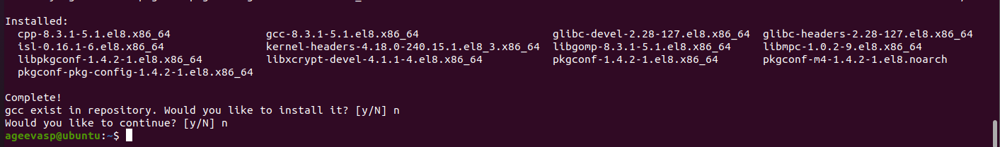 Installed:
cpp-8.3.1-5.1.el8.x86_64 gcc-8.3.1-5.1.el8.x86_64 glibc-devel-2.28-127.el8.x86_64 glibc-headers-2.28-127.el8.x86_64
isl-0.16.1-6.el8.x86_64 kernel-headers-4.18.0-240.15.1.el8_3.x86_64 libgomp-8.3.1-5.1.el8.x86_64 libmpc-1.0.2-9.el8.x86_64
libpkgconf-1.4.2-1.el8.x86_64 libxcrypt-devel-4.1.1-4.el8.x86_64 pkgconf-1.4.2-1.el8.x86_64 pkgconf-m4-1.4.2-1.el8.noarch
pkgconf-pkg-config-1.4.2-1.el8.x86_64
Complete!
gcc exist in repository. Would you like to install it? [y/N] n
Would you like to continue? [y/N] n
ageevasp@ubuntu:~$